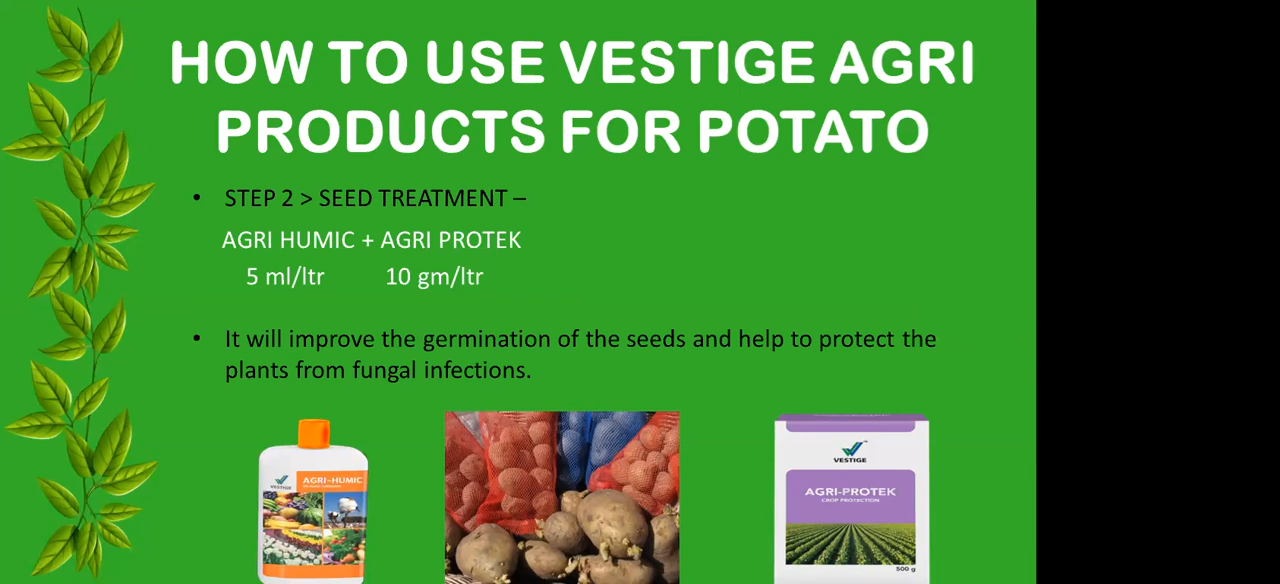 HOW TO USE VESTIGE AGRI
PRODUCTS FOR POTATO
• STEP 2 > SEED TREATMENT –
AGRI HUMIC + AGRI PROTEK
5 ml/ltr 10 gm/ltr
• It will improve the germination of the seeds and help to protect the
plants from fungal infections.
VESTIGE
AGRI-HUMIC
VESTIGE
AGRI-PROTEK
CROP PROTECTION
500 g